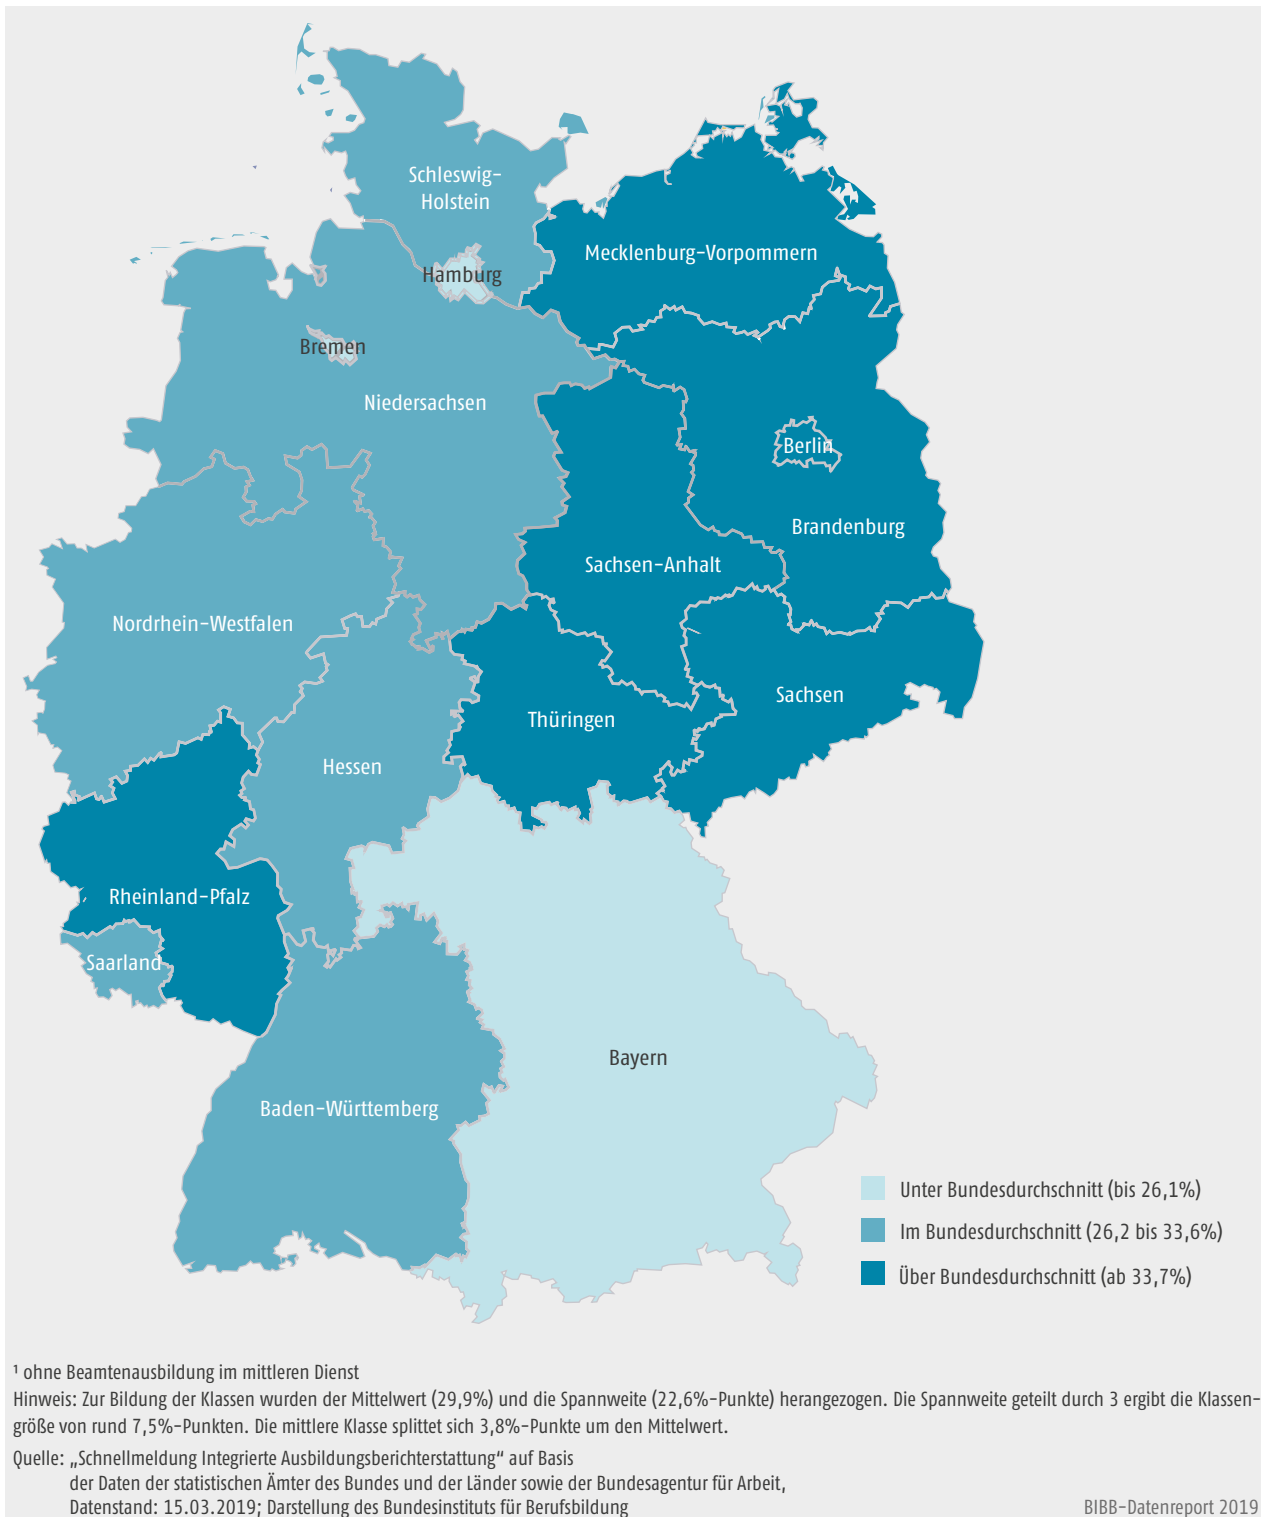 Schleswig-
Holstein
Mecklenburg-Vorpommern
Hamburg
Bremen
Niedersachsen
Berlin
Brandenburg
Sachsen-Anhalt
Nordrhein-Westfalen
Sachsen
Thüringen
Hessen
Rheinland-Pfalz
Saarland
Bayern
Baden-Württemberg
Unter Bundesdurchschnitt (bis 26,1%)
Im Bundesdurchschnitt (26,2 bis 33,6%)
Über Bundesdurchschnitt (ab 33,7%)
¹ ohne Beamtenausbildung im mittleren Dienst
Hinweis: Zur Bildung der Klassen wurden der Mittelwert (29,9%) und die Spannweite (22,6%-Punkte) herangezogen. Die Spannweite geteilt durch 3 ergibt die Klassen-
größe von rund 7,5%-Punkten. Die mittlere Klasse splittet sich 3,8%-Punkte um den Mittelwert.
Quelle: „Schnellmeldung Integrierte Ausbildungsberichterstattung“ auf Basis
der Daten der statistischen Ämter des Bundes und der Länder sowie der Bundesagentur für Arbeit,
Datenstand: 15.03.2019; Darstellung des Bundesinstituts für Berufsbildung
BIBB-Datenreport 2019